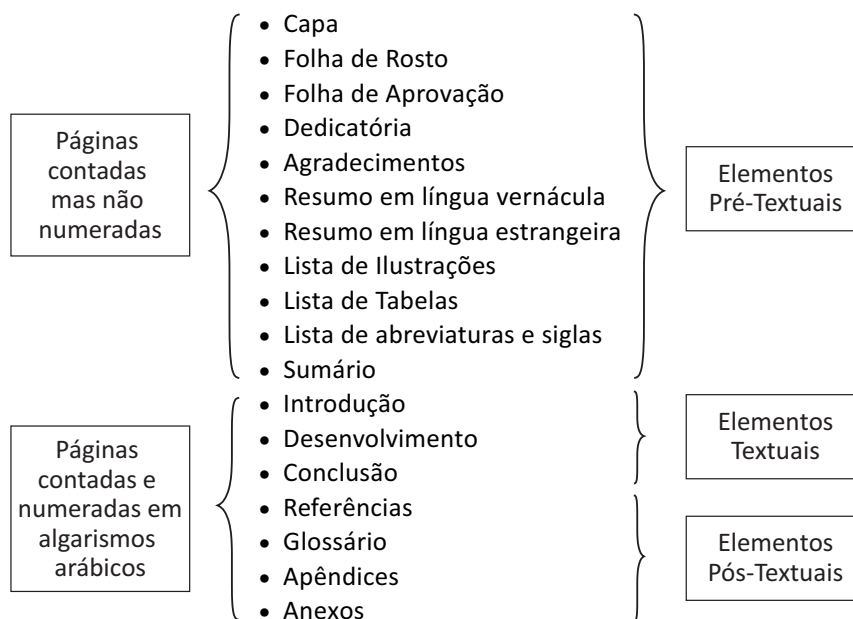 Páginas
contadas
mas não
numeradas
• Capa
• Folha de Rosto
• Folha de Aprovação
• Dedicatória
• Agradecimentos
• Resumo em língua vernácula
• Resumo em língua estrangeira
• Lista de Ilustrações
• Lista de Tabelas
• Lista de abreviaturas e siglas
• Sumário
Elementos
Pré-Textuais
Páginas
contadas e
numeradas em
algarismos
arábicos
• Introdução
• Desenvolvimento
• Conclusão
• Referências
• Glossário
• Apêndices
• Anexos
Elementos
Textuais
Elementos
Pós-Textuais